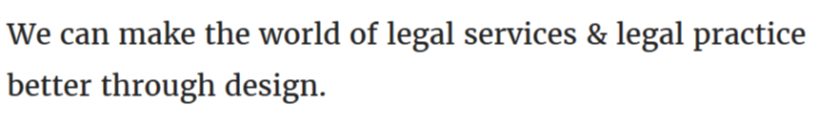 We can make the world of legal services & legal practice
better through design.